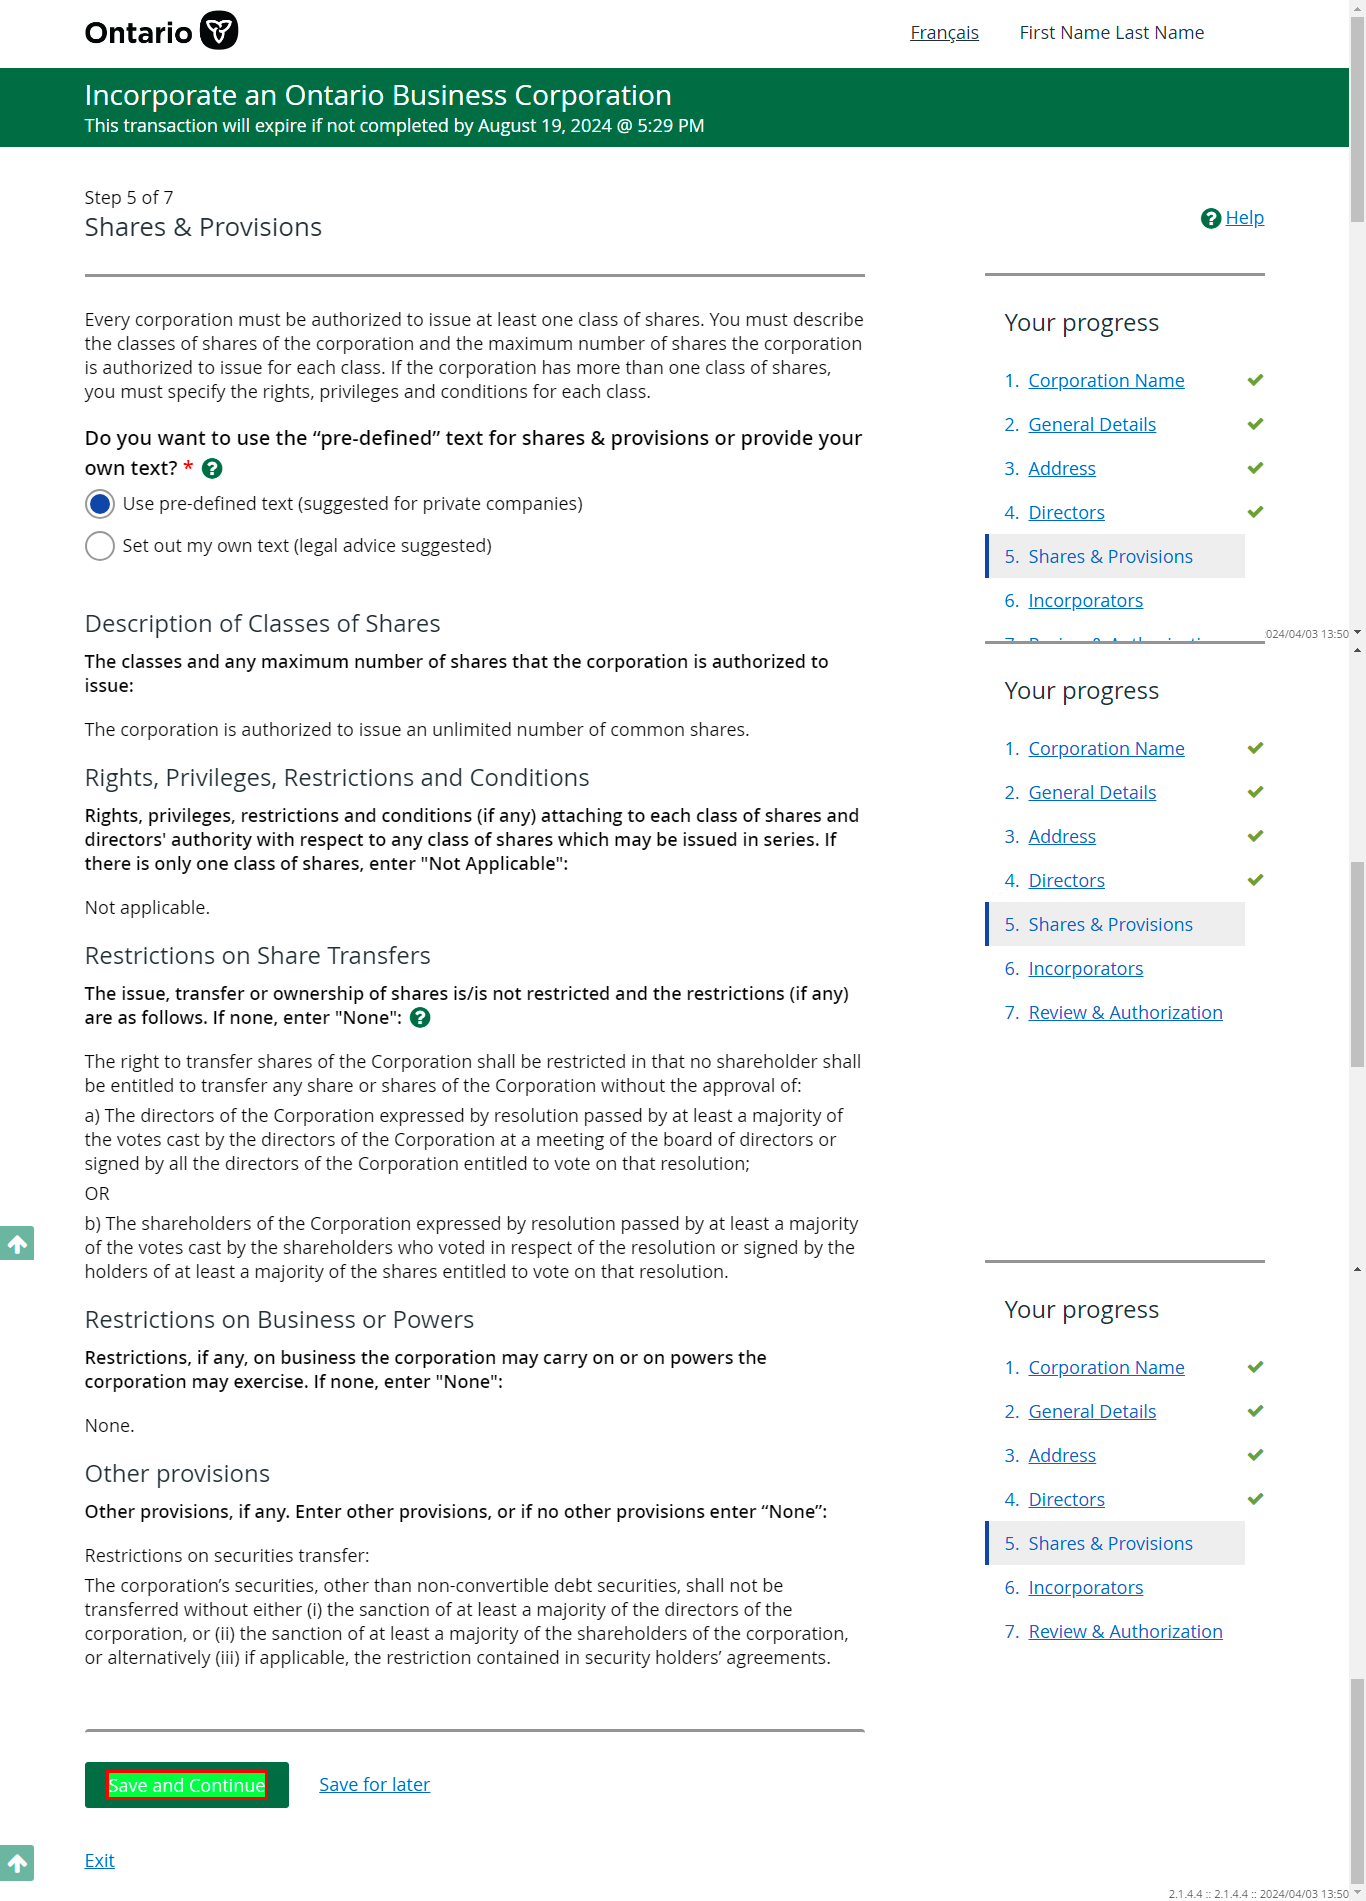 Ontario
Français
First Name Last Name
Incorporate an Ontario Business Corporation
This transaction will expire if not completed by August 19, 2024 @ 5:29 PM
Step 5 of 7
Shares & Provisions
Help
Every corporation must be authorized to issue at least one class of shares. You must describe
the classes of shares of the corporation and the maximum number of shares the corporation
is authorized to issue for each class. If the corporation has more than one class of shares,
you must specify the rights, privileges and conditions for each class.
Do you want to use the “pre-defined” text for shares & provisions or provide your
own text? *
Use pre-defined text (suggested for private companies)
Set out my own text (legal advice suggested)
Description of Classes of Shares
The classes and any maximum number of shares that the corporation is authorized to
issue:
The corporation is authorized to issue an unlimited number of common shares.
Rights, Privileges, Restrictions and Conditions
Rights, privileges, restrictions and conditions (if any) attaching to each class of shares and
directors' authority with respect to any class of shares which may be issued in series. If
there is only one class of shares, enter "Not Applicable":
Not applicable.
Restrictions on Share Transfers
The issue, transfer or ownership of shares is/is not restricted and the restrictions (if any)
are as follows. If none, enter "None":
The right to transfer shares of the Corporation shall be restricted in that no shareholder shall
be entitled to transfer any share or shares of the Corporation without the approval of:
a) The directors of the Corporation expressed by resolution passed by at least a majority of
the votes cast by the directors of the Corporation at a meeting of the board of directors or
signed by all the directors of the Corporation entitled to vote on that resolution;
OR
b) The shareholders of the Corporation expressed by resolution passed by at least a majority
of the votes cast by the shareholders who voted in respect of the resolution or signed by the
holders of at least a majority of the shares entitled to vote on that resolution.
Restrictions on Business or Powers
Restrictions, if any, on business the corporation may carry on or on powers the
corporation may exercise. If none, enter "None":
None.
Other provisions
Other provisions, if any. Enter other provisions, or if no other provisions enter “None”:
Restrictions on securities transfer:
The corporation’s securities, other than non-convertible debt securities, shall not be
transferred without either (i) the sanction of at least a majority of the directors of the
corporation, or (ii) the sanction of at least a majority of the shareholders of the corporation,
or alternatively (iii) if applicable, the restriction contained in security holders’ agreements.
Save and Continue
Save for later
Exit
Your progress
1. Corporation Name
2. General Details
3. Address
4. Directors
5. Shares & Provisions
6. Incorporators
024/04/03 13:50
Your progress
1. Corporation Name
2. General Details
3. Address
4. Directors
5. Shares & Provisions
6. Incorporators
7. Review & Authorization
Your progress
1. Corporation Name
2. General Details
3. Address
4. Directors
5. Shares & Provisions
6. Incorporators
7. Review & Authorization
2.1.4.4 :: 2.1.4.4 :: 2024/04/03 13:50